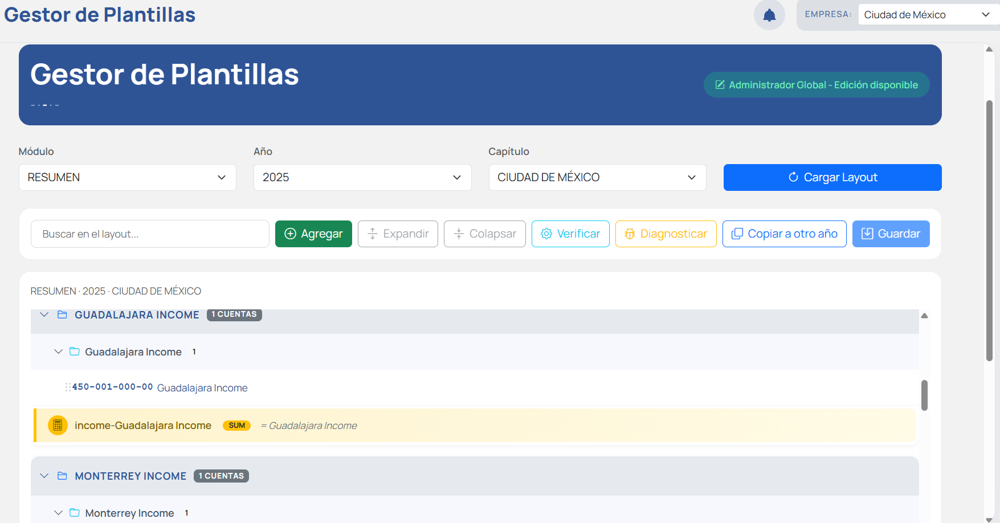 Gestor de Plantillas
EMPRESA: Ciudad de México
Gestor de Plantillas
Administrador Global - Edición disponible
Módulo Año Capítulo
RESUMEN 2025 CIUDAD DE MÉXICO Cargar Layout
Buscar en el layout... Agregar Expandir Colapsar Verificar Diagnosticar Copiar a otro año Guardar
RESUMEN · 2025 · CIUDAD DE MÉXICO
GUADALAJARA INCOME 1 CUENTAS
Guadalajara Income 1
450-001-000-00 Guadalajara Income
income-Guadalajara Income SUM = Guadalajara Income
MONTERREY INCOME 1 CUENTAS
Monterrey Income 1